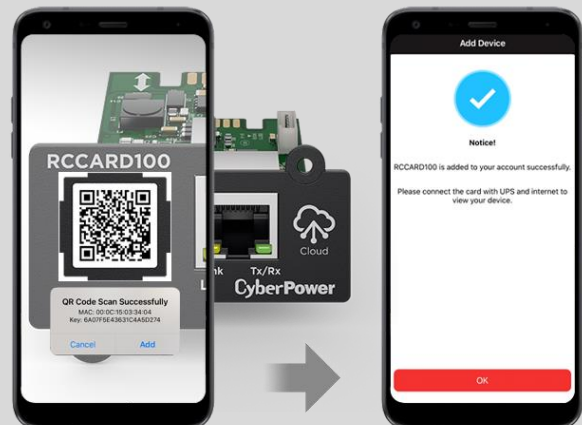 RCCARD100
Link
Tx/Rx
Cloud
CyberPower
QR Code Scan Successfully
MAC: 00:0C:15:03:34:04
Key: 6A07F5E43631C4A5D274
Cancel
Add
Add Device
Notice!
RCCARD100 is added to your account successfully.
Please connect the card with UPS and internet to
view your device.
OK